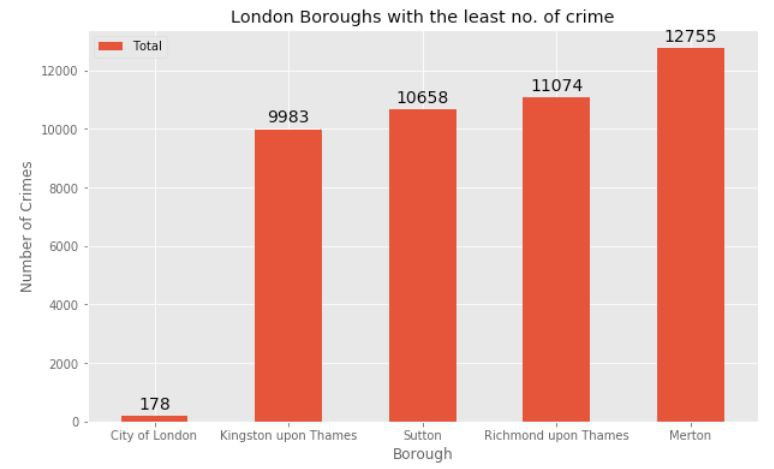 London Boroughs with the least no. of crime
Total
12755
11074
10658
9983
178
12000
10000
8000
6000
4000
2000
0
Number of Crimes
City of London Kingston upon Thames Sutton Richmond upon Thames Merton
Borough